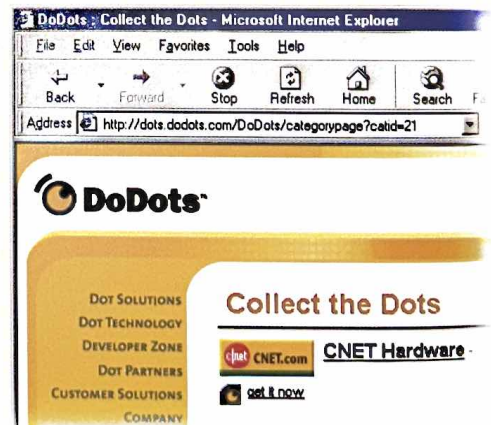 DoDots : Collect the Dots - Microsoft Internet Explorer
File Edit View Favorites Tools Help
Back Forward Stop Refresh Home Search
Address http://dots.dodots.com/DoDots/categorypage?catid=21
DoDots™
DOT SOLUTIONS
DOT TECHNOLOGY
DEVELOPER ZONE
DOT PARTNERS
CUSTOMER SOLUTIONS
COMPANY
Collect the Dots
c|net CNET.com CNET Hardware -
get it now